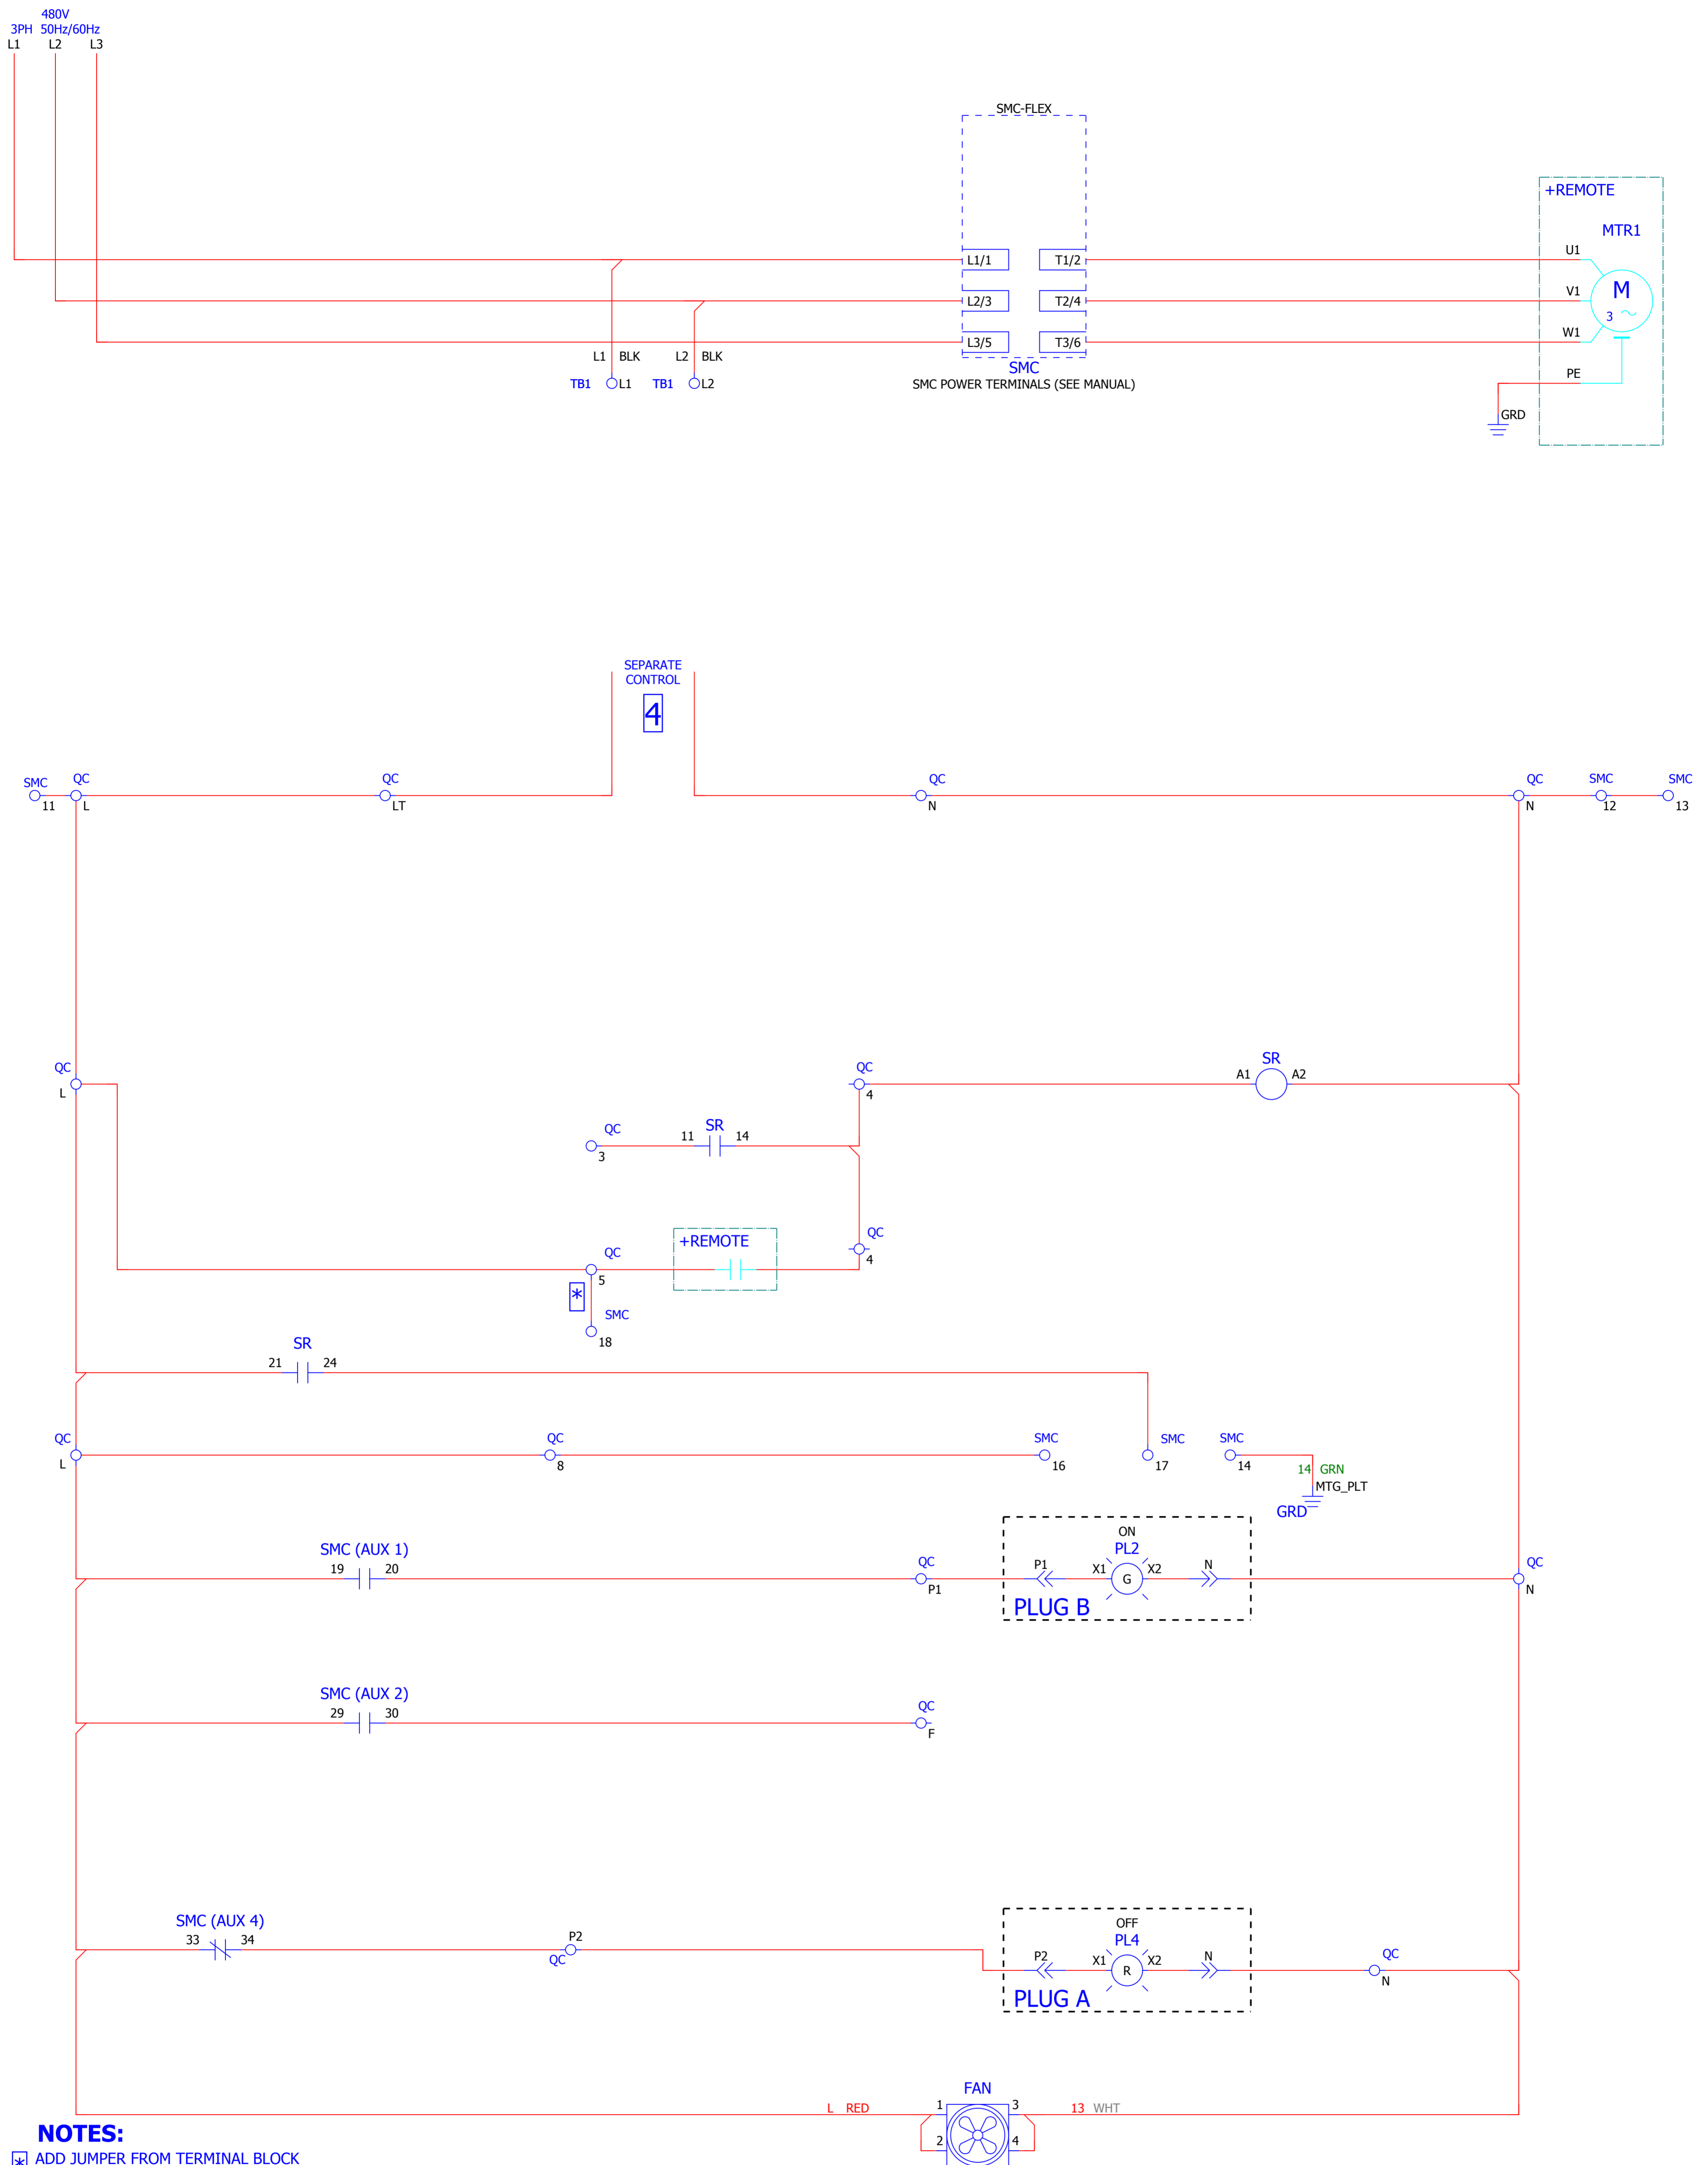 480V
3PH 50Hz/60Hz
L1 L2 L3
SMC-FLEX
+REMOTE
MTR1
L1/1 T1/2 U1
L2/3 T2/4 V1 M
3
L3/5 T3/6 W1
L1 BLK L2 BLK
SMC
TB1 L1 TB1 L2
SMC POWER TERMINALS (SEE MANUAL)
PE
GRD
SEPARATE
CONTROL
4
SMC QC QC QC QC SMC SMC
11 L LT N N 12 13
QC QC SR
L 4 A1 A2
QC SR
3 11 14
QC +REMOTE QC
5 4
*
SMC
18
SR
21 24
QC QC SMC SMC SMC
L 8 16 17 14
14 GRN
MTG_PLT
GRD
ON
SMC (AUX 1) PL2
19 20 QC P1 X1 G X2 N QC
P1 N
PLUG B
SMC (AUX 2)
29 30 QC
F
OFF
SMC (AUX 4) PL4
33 34 P2
QC
P2 X1 R X2 N QC
N
PLUG A
FAN
L RED 1 3 13 WHT
2 4
NOTES:
* ADD JUMPER FROM TERMINAL BLOCK